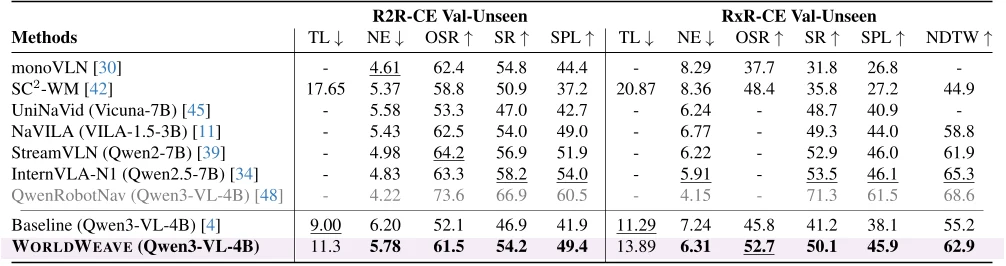 R2R-CE Val-Unseen RxR-CE Val-Unseen
Methods TL ↓ NE ↓ OSR ↑ SR ↑ SPL ↑ TL ↓ NE ↓ OSR ↑ SR ↑ SPL ↑ NDTW ↑
monoVLN [30] - 4.61 62.4 54.8 44.4 - 8.29 37.7 31.8 26.8 -
SC²-WM [42] 17.65 5.37 58.8 50.9 37.2 20.87 8.36 48.4 35.8 27.2 44.9
UniNaVid (Vicuna-7B) [45] - 5.58 53.3 47.0 42.7 - 6.24 - 48.7 40.9 -
NaVILA (VILA-1.5-3B) [11] - 5.43 62.5 54.0 49.0 - 6.77 - 49.3 44.0 58.8
StreamVLN (Qwen2-7B) [39] - 4.98 64.2 56.9 51.9 - 6.22 - 52.9 46.0 61.9
InternVLA-N1 (Qwen2.5-7B) [34] - 4.83 63.3 58.2 54.0 - 5.91 - 53.5 46.1 65.3
QwenRobotNav (Qwen3-VL-4B) [48] - 4.22 73.6 66.9 60.5 - 4.15 - 71.3 61.5 68.6
Baseline (Qwen3-VL-4B) [4] 9.00 6.20 52.1 46.9 41.9 11.29 7.24 45.8 41.2 38.1 55.2
WORLDWEAVE (Qwen3-VL-4B) 11.3 5.78 61.5 54.2 49.4 13.89 6.31 52.7 50.1 45.9 62.9